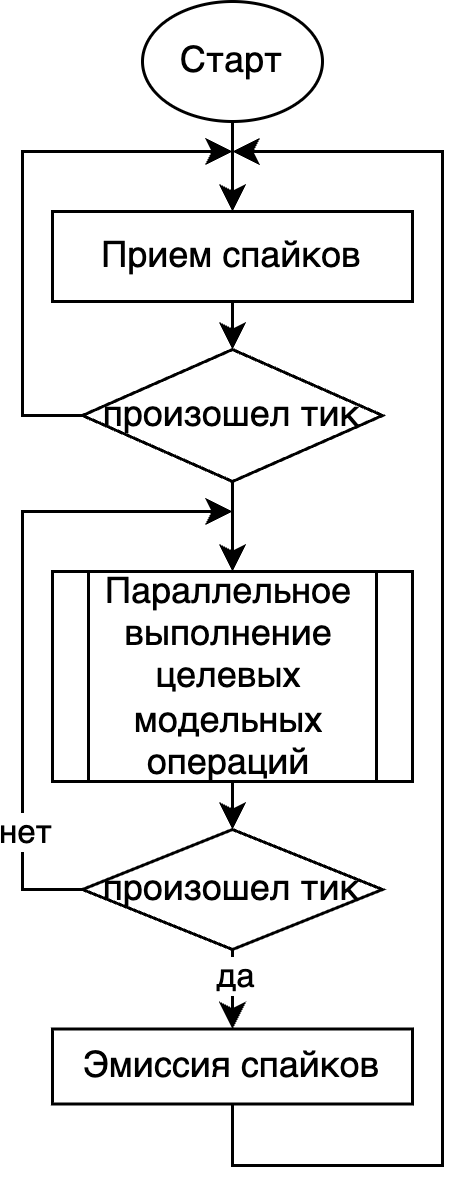 Старт
Прием спайков
произошел тик
Параллельное
выполнение
целевых
модельных
операций
нет
произошел тик
да
Эмиссия спайков